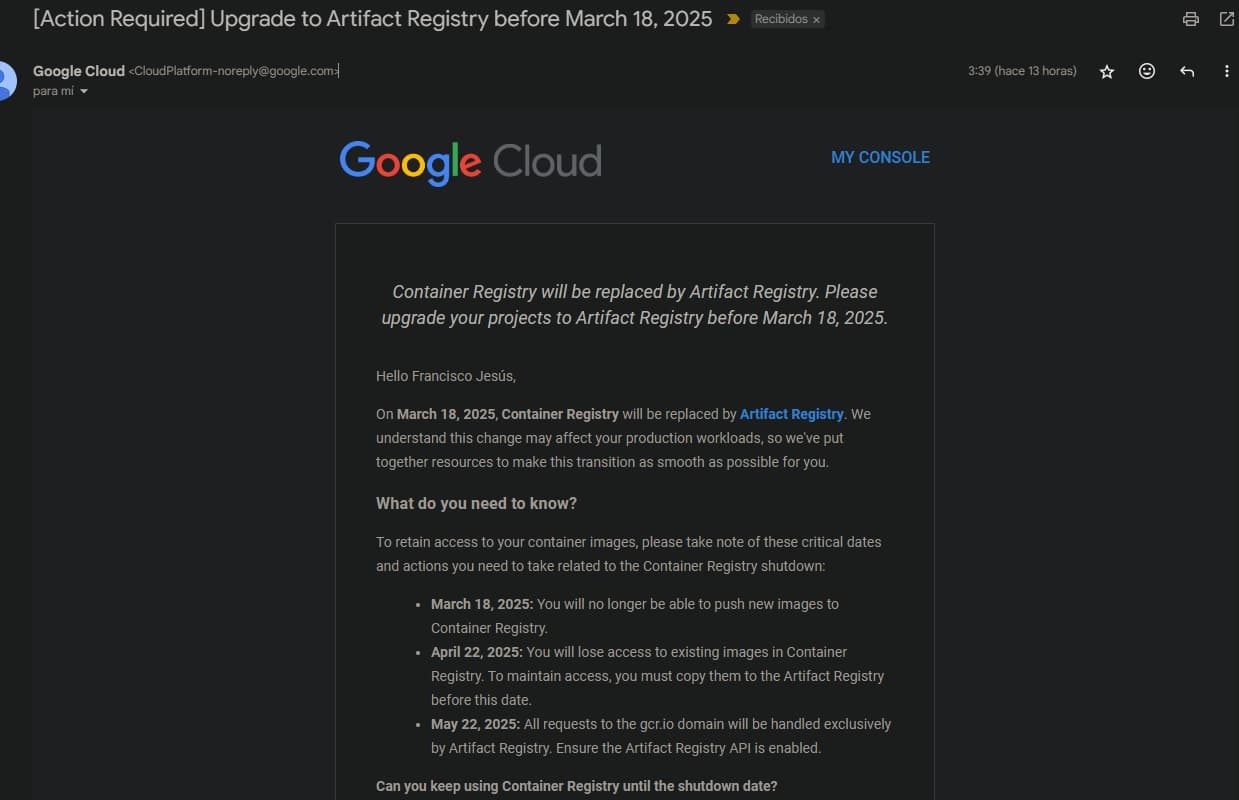 [Action Required] Upgrade to Artifact Registry before March 18, 2025 Recibidos ×
Google Cloud <CloudPlatform-noreply@google.com> 3:39 (hace 13 horas)
para mí
Google Cloud MY CONSOLE
Container Registry will be replaced by Artifact Registry. Please
upgrade your projects to Artifact Registry before March 18, 2025.
Hello Francisco Jesús,
On March 18, 2025, Container Registry will be replaced by Artifact Registry. We
understand this change may affect your production workloads, so we've put
together resources to make this transition as smooth as possible for you.
What do you need to know?
To retain access to your container images, please take note of these critical dates
and actions you need to take related to the Container Registry shutdown:
• March 18, 2025: You will no longer be able to push new images to
Container Registry.
• April 22, 2025: You will lose access to existing images in Container
Registry. To maintain access, you must copy them to the Artifact Registry
before this date.
• May 22, 2025: All requests to the gcr.io domain will be handled exclusively
by Artifact Registry. Ensure the Artifact Registry API is enabled.
Can you keep using Container Registry until the shutdown date?